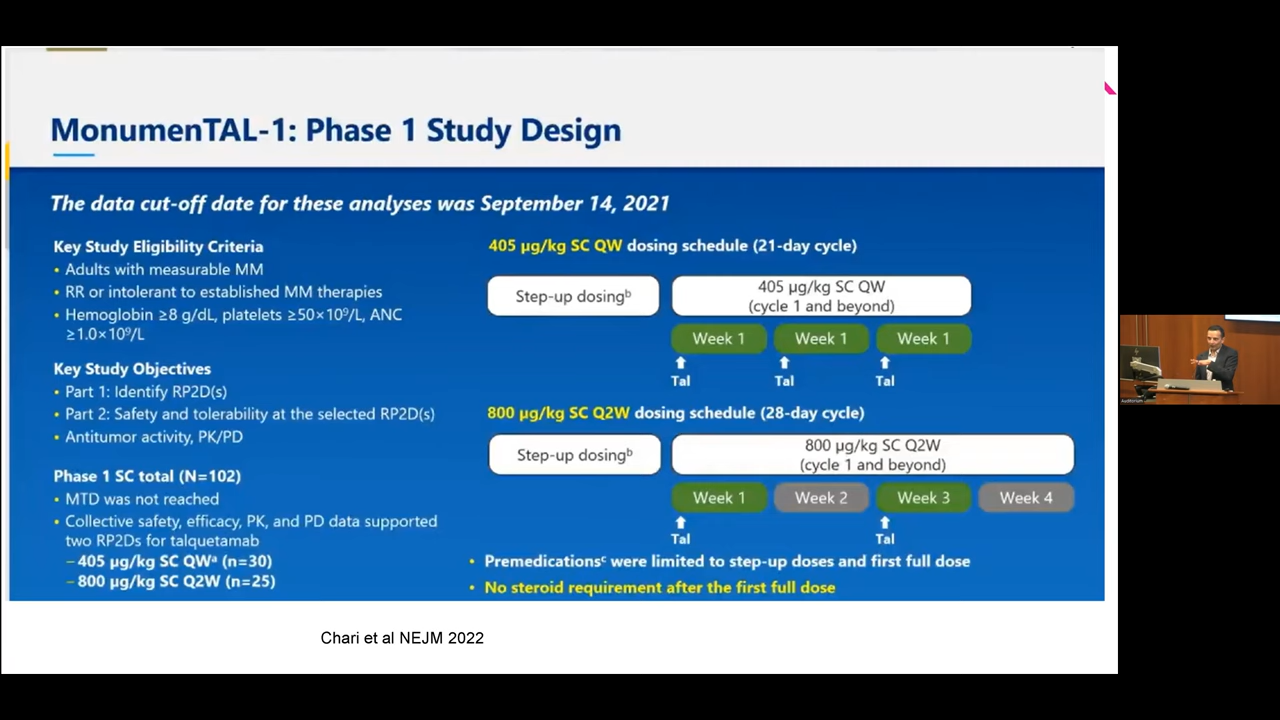 MonumenTAL-1: Phase 1 Study Design
The data cut-off date for these analyses was September 14, 2021
Key Study Eligibility Criteria
• Adults with measurable MM
• RR or intolerant to established MM therapies
• Hemoglobin ≥8 g/dL, platelets ≥50×10⁹/L, ANC
≥1.0×10⁹/L
Key Study Objectives
• Part 1: Identify RP2D(s)
• Part 2: Safety and tolerability at the selected RP2D(s)
• Antitumor activity, PK/PD
Phase 1 SC total (N=102)
• MTD was not reached
• Collective safety, efficacy, PK, and PD data supported
two RP2Ds for talquetamab
– 405 µg/kg SC QWᵃ (n=30)
– 800 µg/kg SC Q2W (n=25)
405 µg/kg SC QW dosing schedule (21-day cycle)
Step-up dosingᵇ
405 µg/kg SC QW
(cycle 1 and beyond)
Week 1 Week 1 Week 1
Tal Tal Tal
800 µg/kg SC Q2W dosing schedule (28-day cycle)
Step-up dosingᵇ
800 µg/kg SC Q2W
(cycle 1 and beyond)
Week 1 Week 2 Week 3 Week 4
Tal Tal
• Premedicationsᶜ were limited to step-up doses and first full dose
• No steroid requirement after the first full dose
Chari et al NEJM 2022
Auditorium